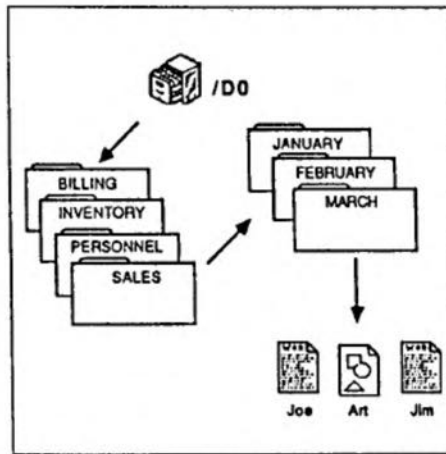 /D0
BILLING
INVENTORY
PERSONNEL
SALES
JANUARY
FEBRUARY
MARCH
Joe
Art
Jim